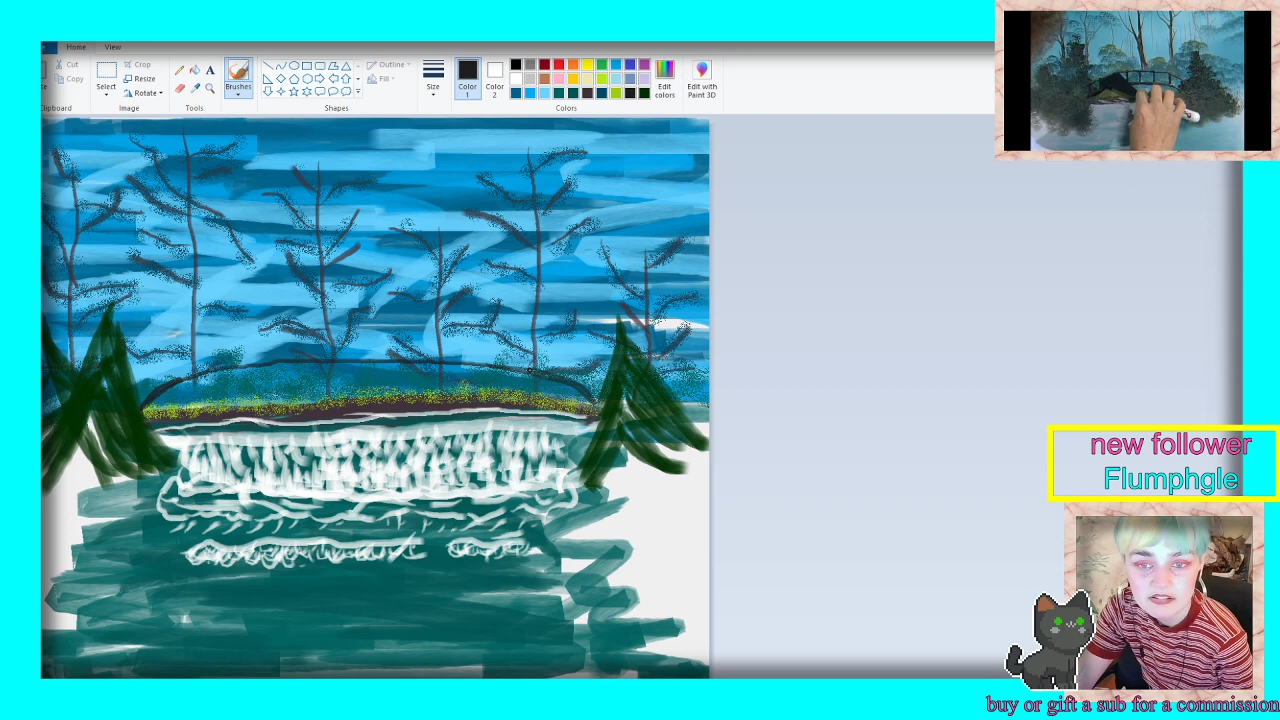 Home View
Cut
Copy
Clipboard
Select
Crop
Resize
Rotate
Image
Tools
Brushes
Shapes
Outline
Fill
Size
Color
1
Color
2
Colors
Edit
colors
Edit with
Paint 3D
new follower
Flumphgle
buy or gift a sub for a commission